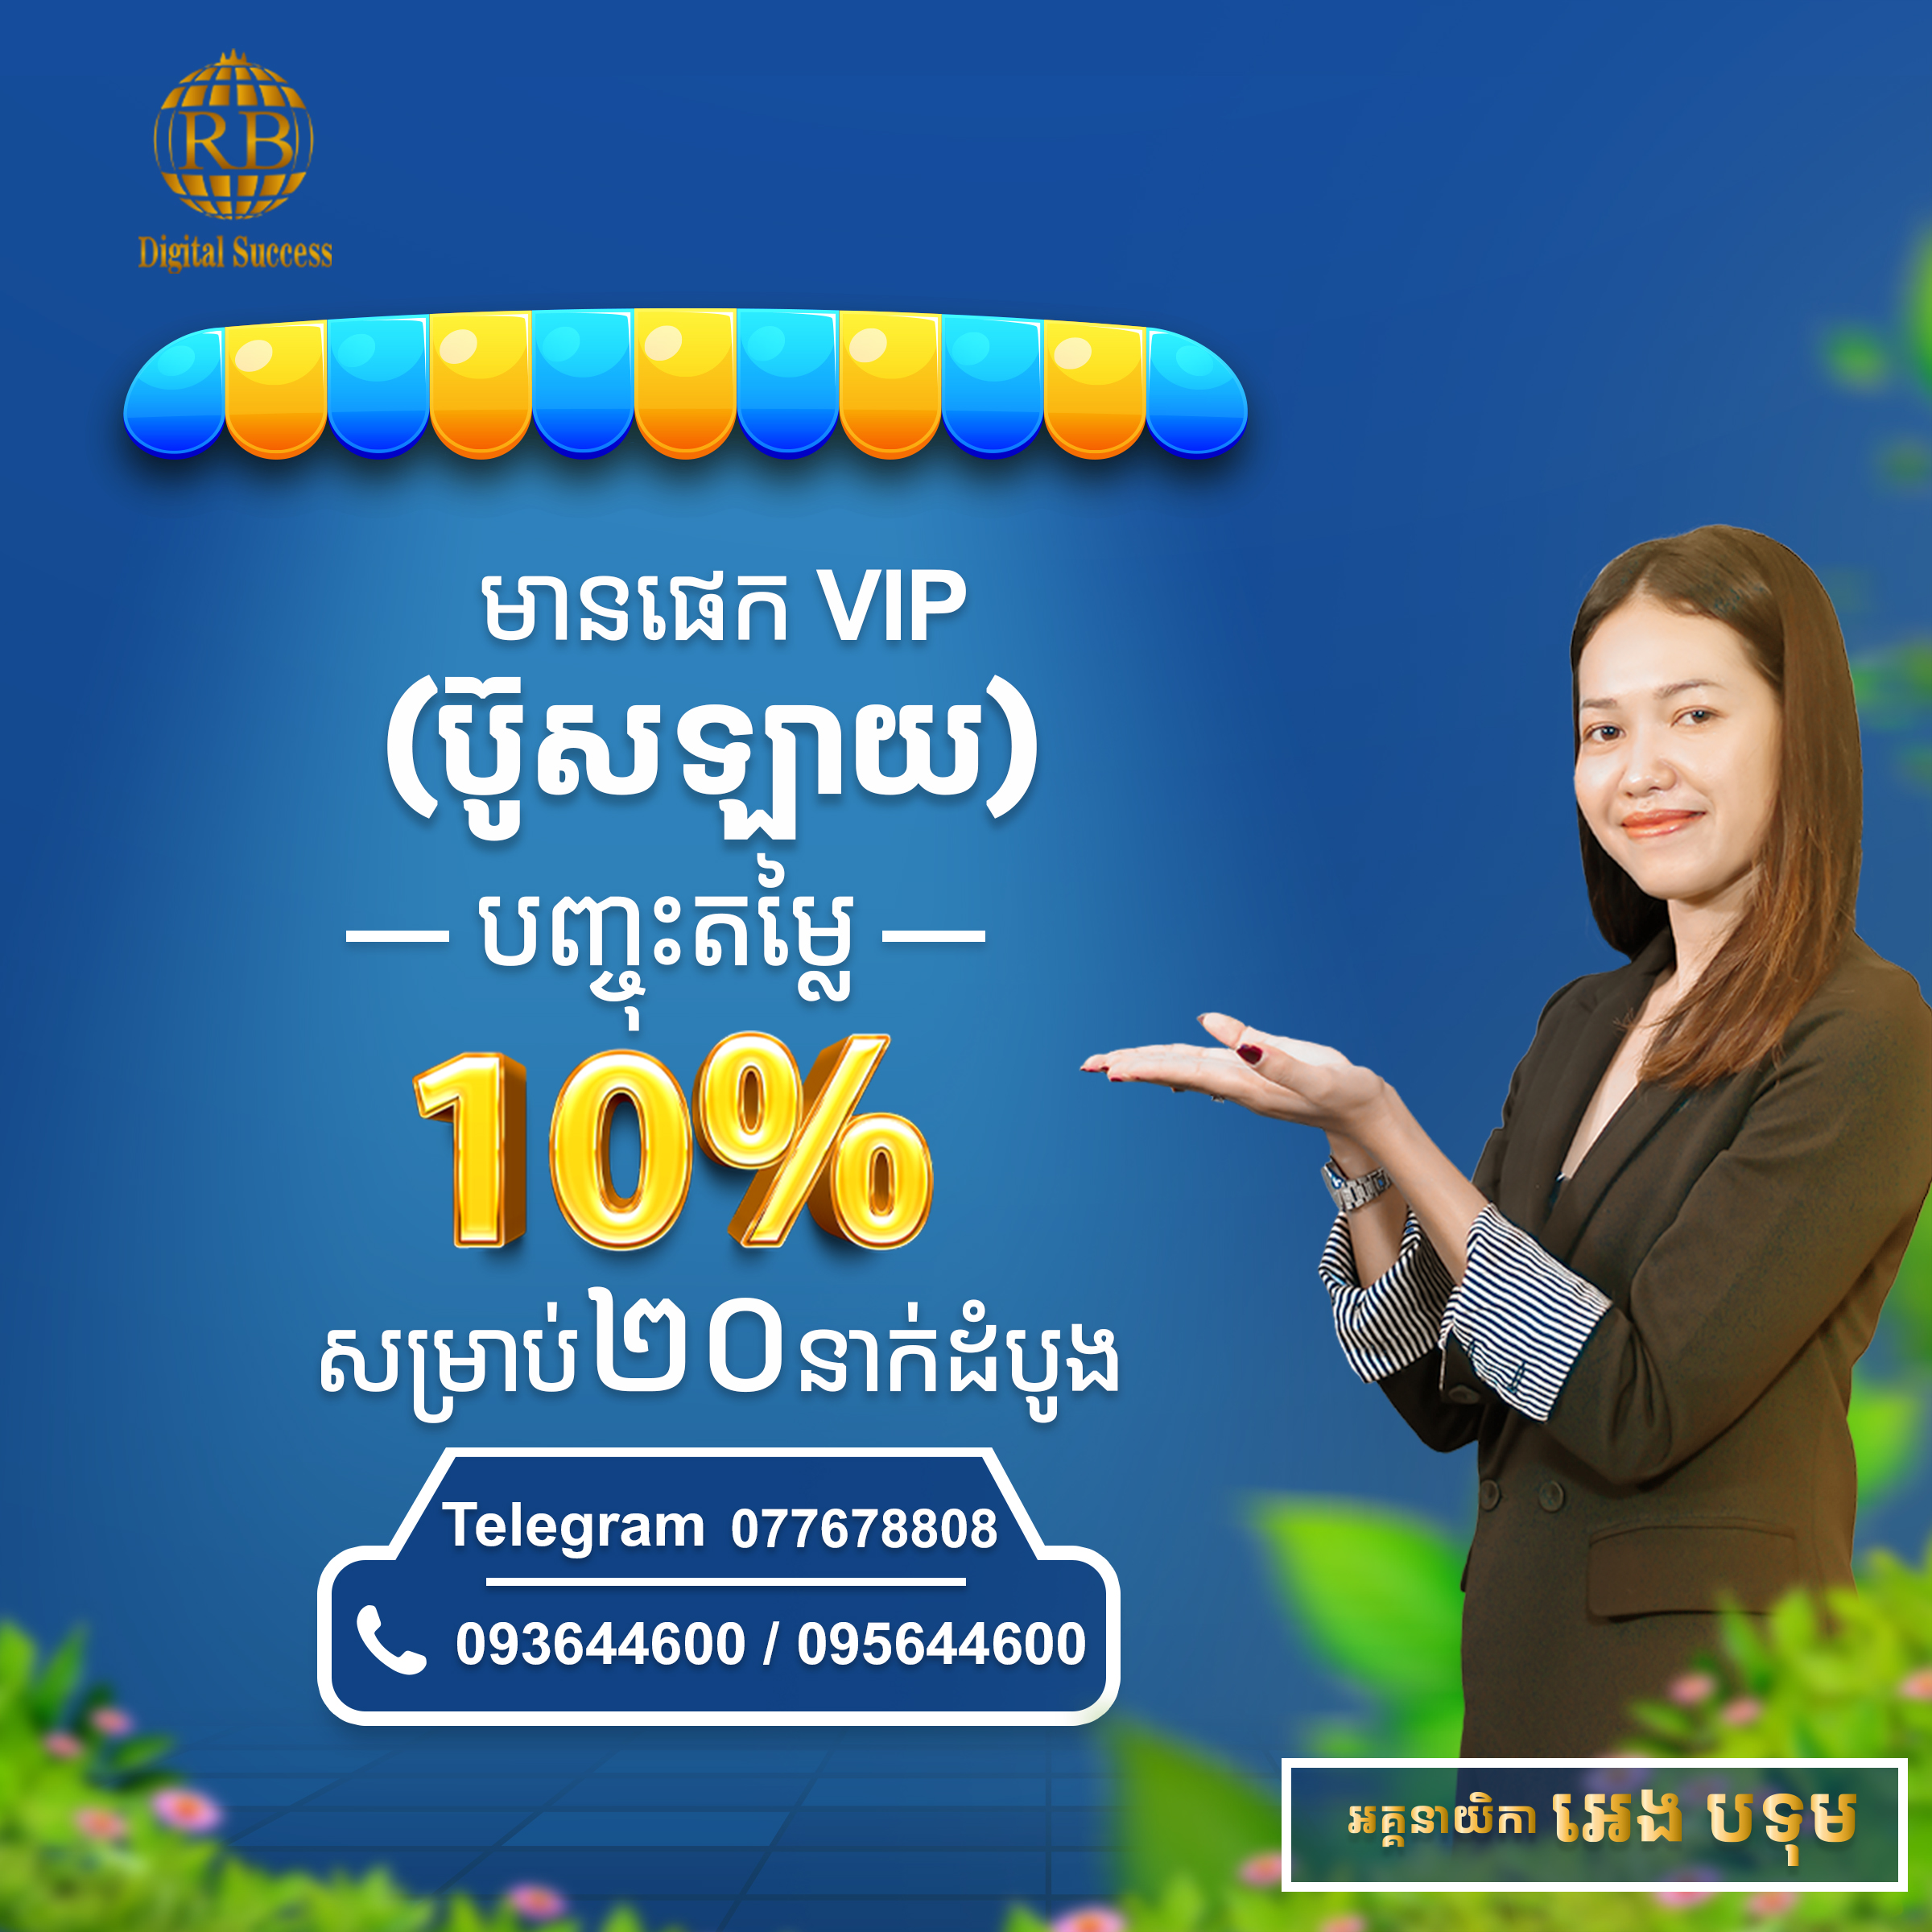 RB
Digital Success
មានផេក VIP
(ប៊ូសឡាយ)
បញ្ចុះតម្លៃ
10%
សម្រាប់២០នាក់ដំបូង
Telegram 077678808
093644600 / 095644600
អគ្គនាយិកា អេង បទុម